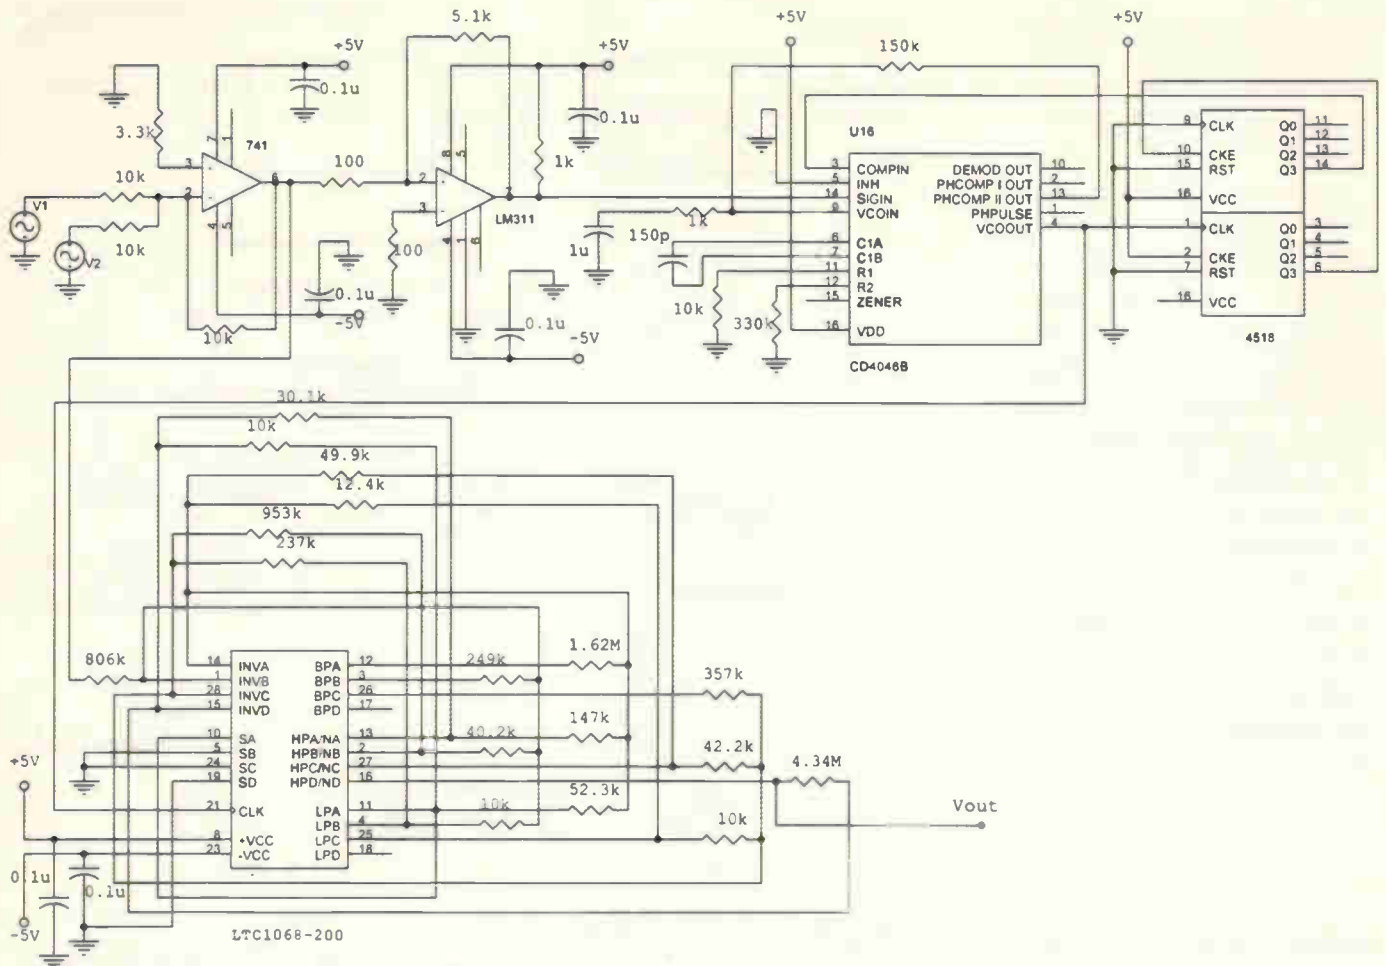 5.1k
+5V
+5V
+5V
+5V
150k
0.1u
0.1u
3.3k
7
1
741
8
5
1k
U16
3
6
100
2
7
10k
2
LM311
3
V1
10k
V2
4
5
100
4
1
6
0.1u
-5V
10k
0.1u
-5V
1k
1u
150p
10k
330k
3 COMPIN
5 INH
14 SIGIN
9 VCOIN
6 C1A
7 C1B
11 R1
12 R2
15 ZENER
16 VDD
DEMOD OUT 10
PHCOMP I OUT 2
PHCOMP II OUT 13
PHPULSE 1
VCOOUT 4
CD4046B
9 CLK
10 CKE
15 RST
16 VCC
Q0 11
Q1 12
Q2 13
Q3 14
1 CLK
2 CKE
7 RST
16 VCC
Q0 3
Q1 4
Q2 5
Q3 6
4518
30.1k
10k
49.9k
12.4k
953k
237k
806k
14 INVA
1 INVB
28 INVC
15 INVD
10 SA
5 SB
24 SC
19 SD
21 CLK
8 +VCC
23 -VCC
BPA 12
BPB 3
BPC 26
BPD 17
HPA/NA 13
HPB/NB 2
HPC/NC 27
HPD/ND 16
LPA 11
LPB 4
LPC 25
LPD 18
249k
1.62M
357k
147k
40.2k
42.2k
4.34M
52.3k
10k
10k
Vout
+5V
0.1u
0.1u
-5V
LTC1068-200